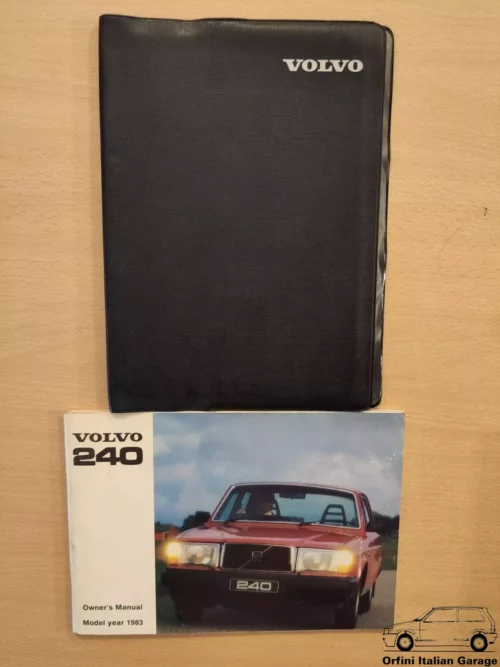 VOLVO
VOLVO
240
240
Owner's Manual
Model year 1983
Orfini Italian Garage